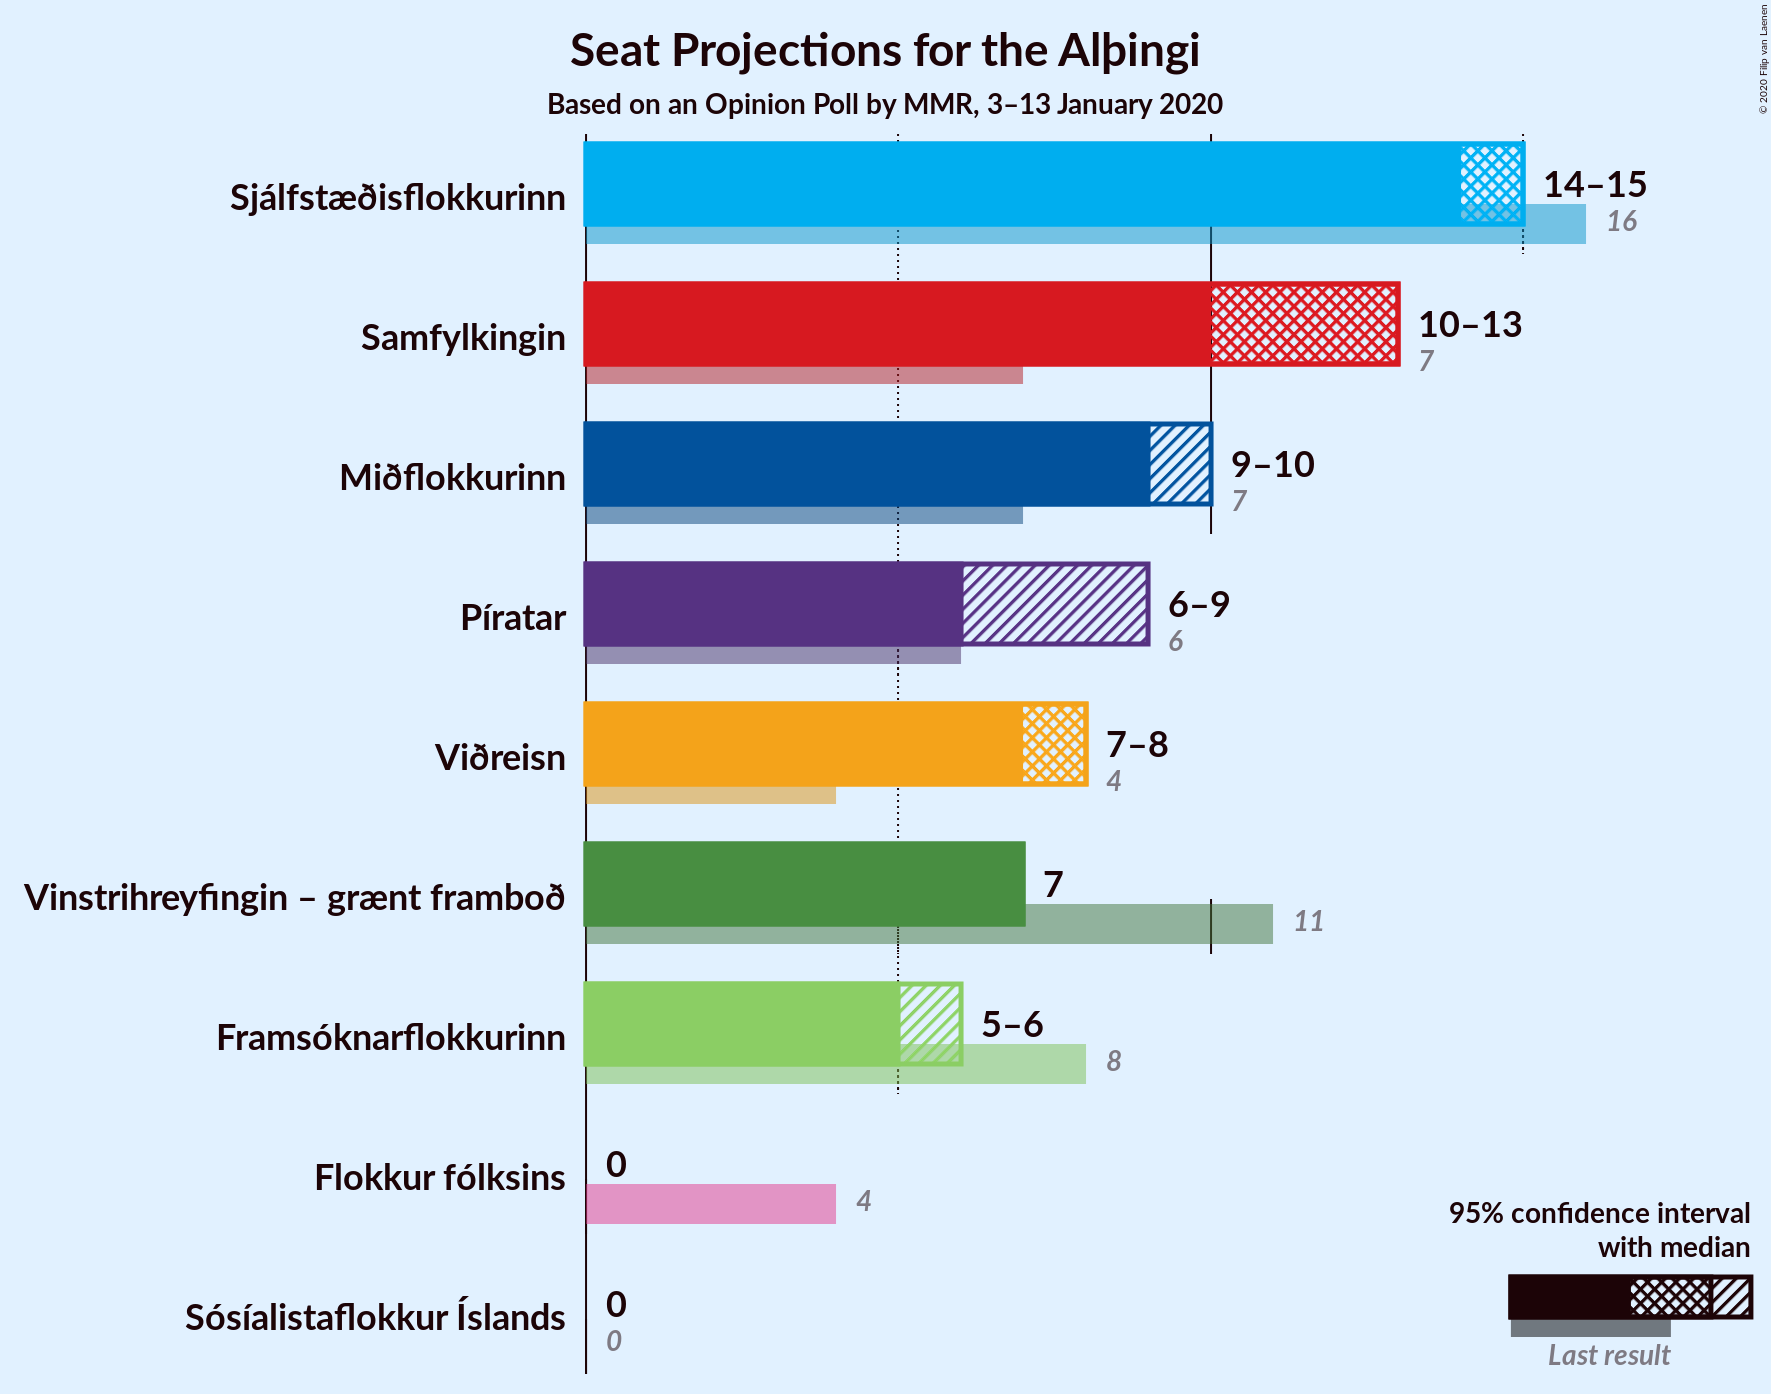 Seat Projections for the Alþingi
Based on an Opinion Poll by MMR, 3–13 January 2020
© 2020 Filip van Laenen
Sjálfstæðisflokkurinn
14–15
16
Samfylkingin
10–13
7
Miðflokkurinn
9–10
7
Píratar
6–9
6
Viðreisn
7–8
4
Vinstrihreyfingin – grænt framboð
7
11
Framsóknarflokkurinn
5–6
8
Flokkur fólksins
0
4
Sósíalistaflokkur Íslands
0
0
95% confidence interval
with median
Last result